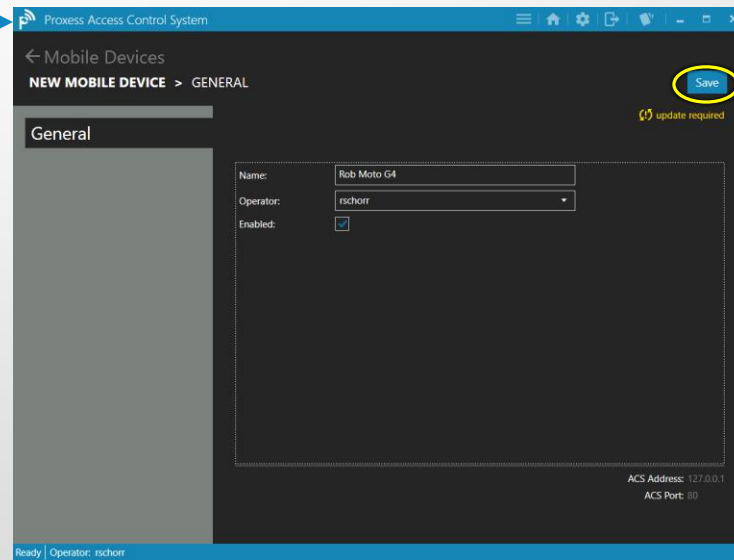 Proxess Access Control System
Mobile Devices
NEW MOBILE DEVICE > GENERAL
Save
update required
General
Name: Rob Moto G4
Operator: rschorr
Enabled:
ACS Address: 127.0.0.1
ACS Port: 80
Ready Operator: rschorr